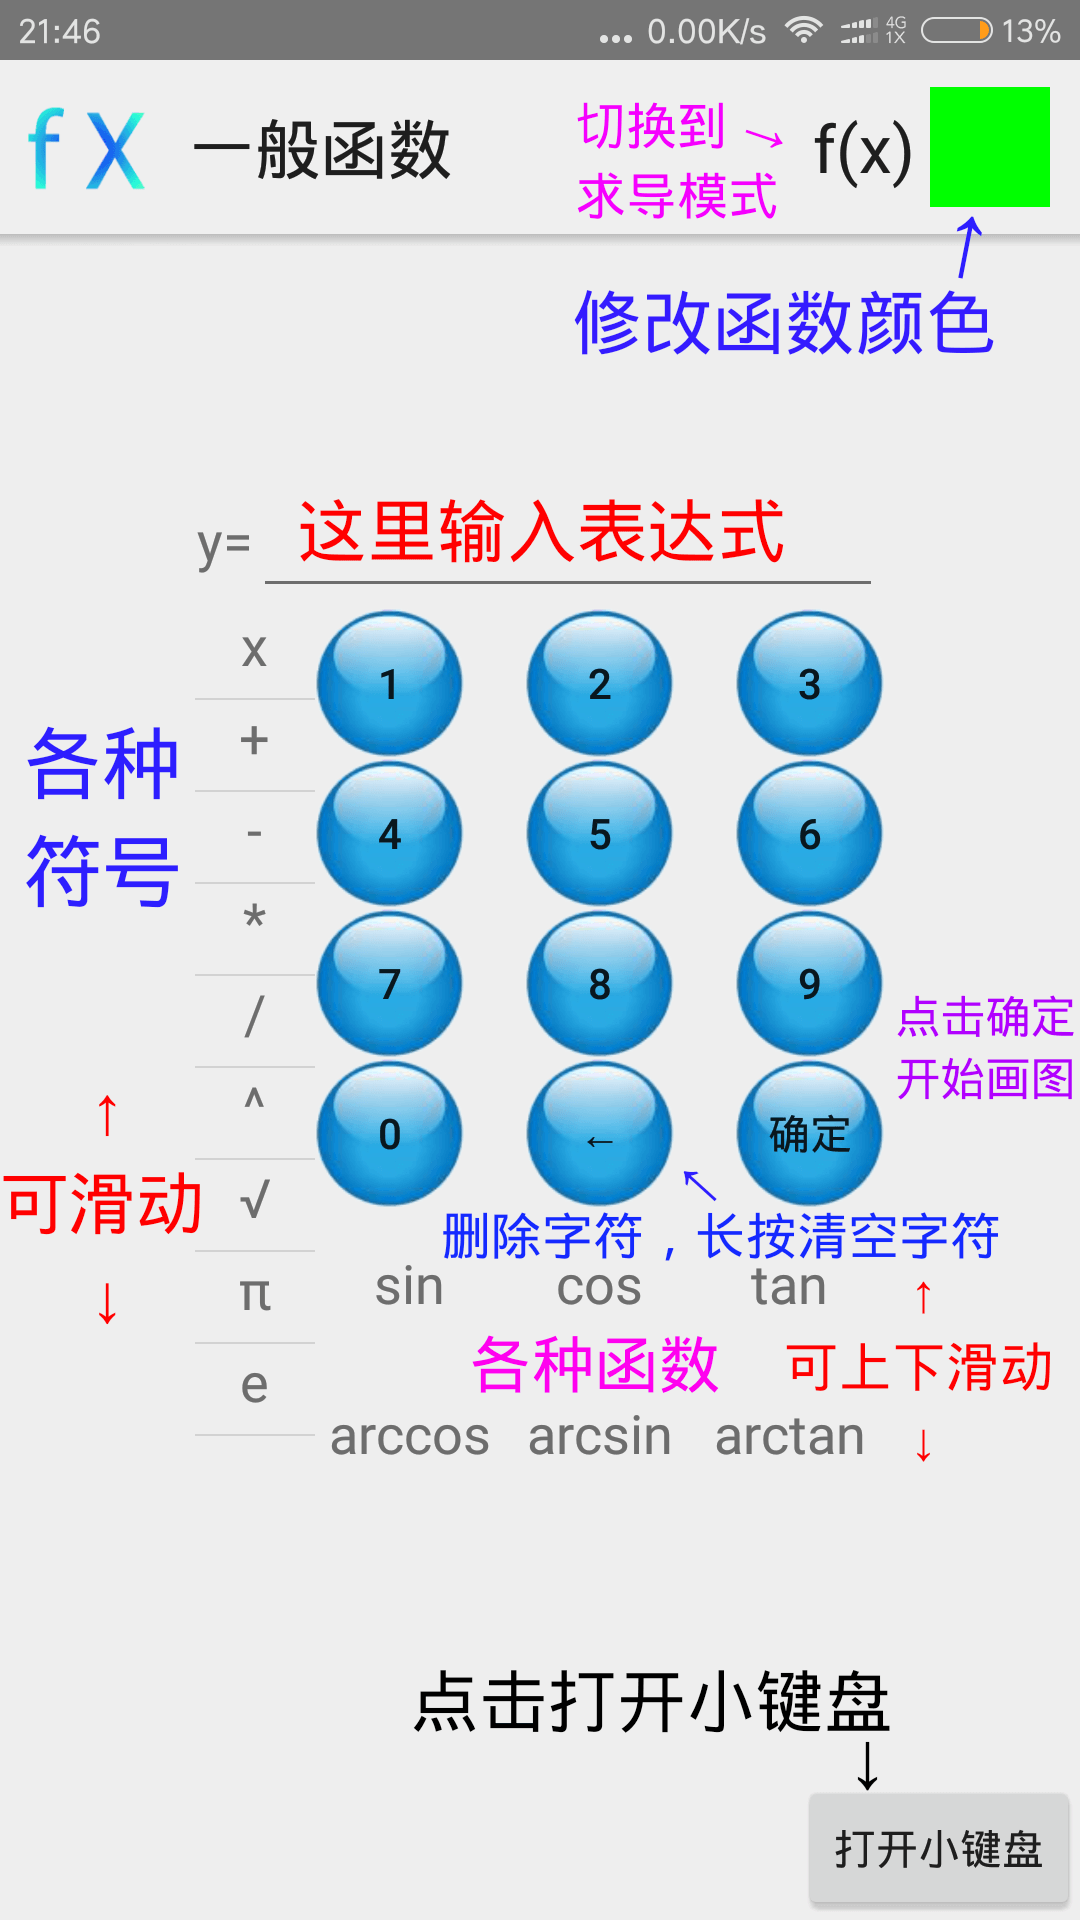 21:46 ... 0.00K/s 4G 1X 13%
f X 一般函数 切换到 → f(x)
求导模式
↑
修改函数颜色
y= 这里输入表达式
x 1 2 3
+
各种
- 4 5 6
符号
*
7 8 9
/
点击确定
开始画图
^
↑
0 ← 确定
可滑动
√
↖
删除字符，长按清空字符
↓
π sin cos tan ↑
各种函数 可上下滑动
e
arccos arcsin arctan ↓
点击打开小键盘
↓
打开小键盘